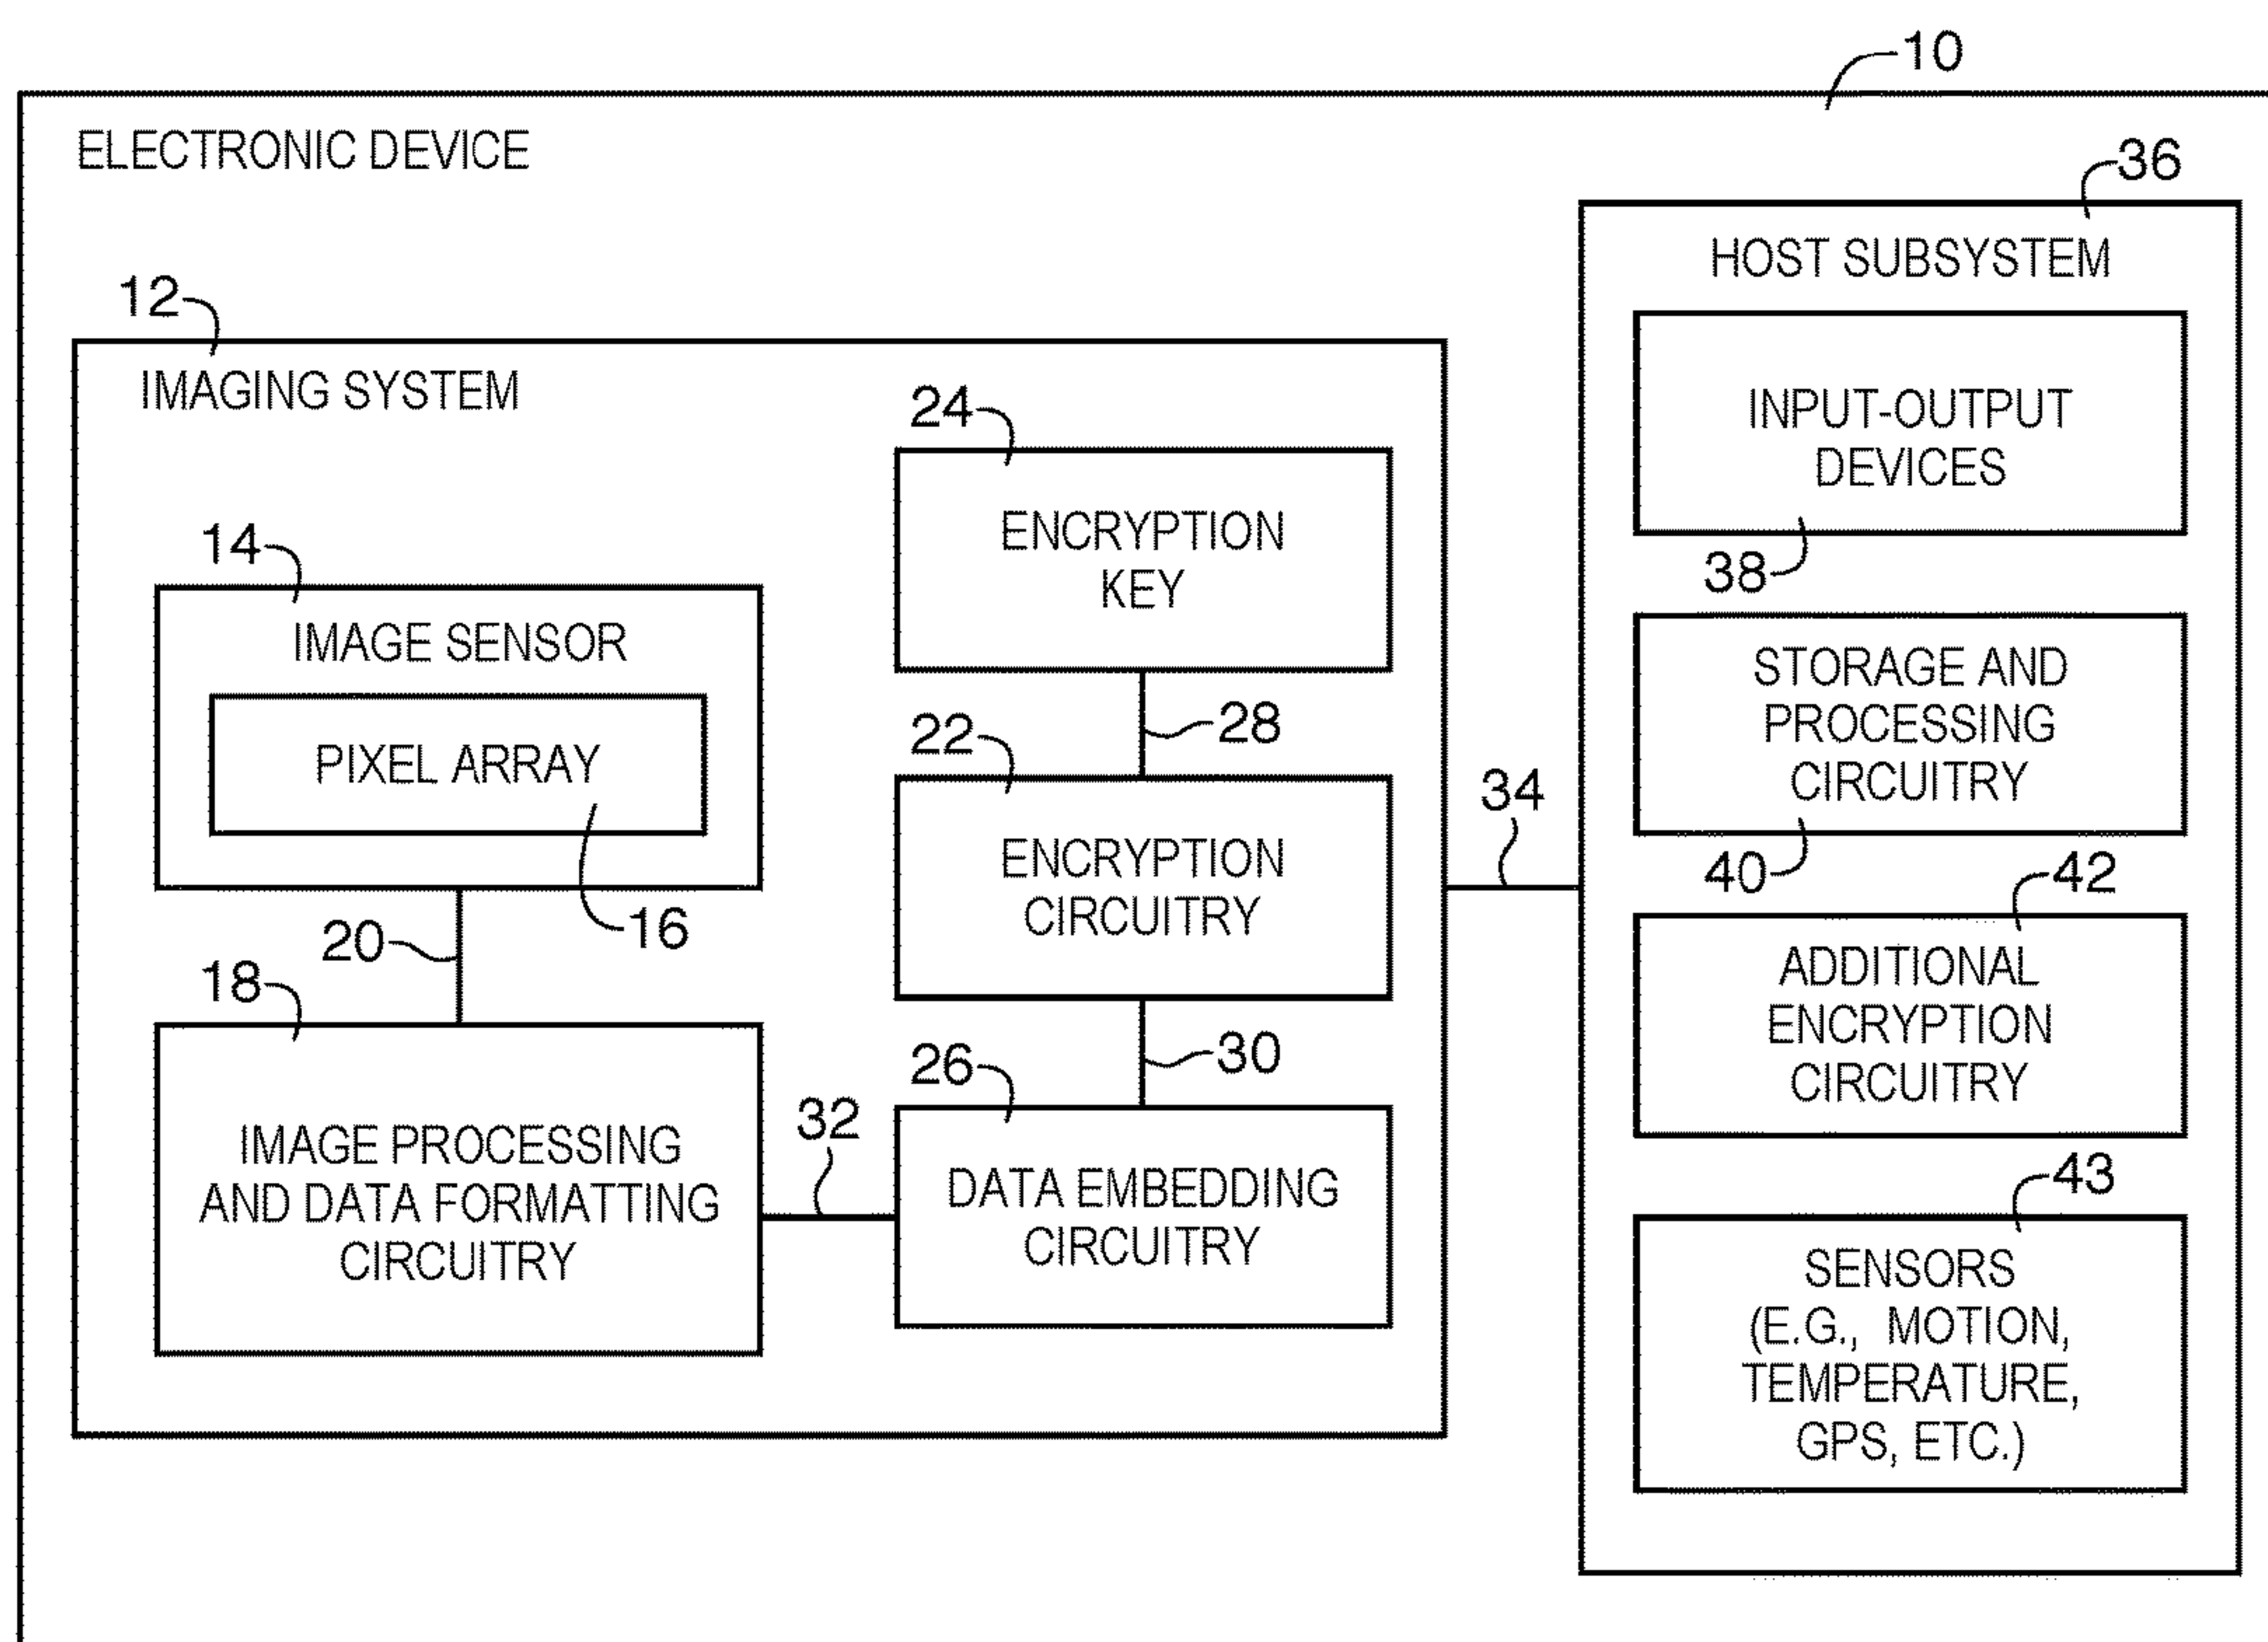 10
ELECTRONIC DEVICE
36
HOST SUBSYSTEM
12
IMAGING SYSTEM
24
INPUT-OUTPUT
DEVICES
38
ENCRYPTION
KEY
14
IMAGE SENSOR
PIXEL ARRAY
16
28
22
ENCRYPTION
CIRCUITRY
34
STORAGE AND
PROCESSING
CIRCUITRY
40
20
18
IMAGE PROCESSING
AND DATA FORMATTING
CIRCUITRY
30
26
32
DATA EMBEDDING
CIRCUITRY
42
ADDITIONAL
ENCRYPTION
CIRCUITRY
43
SENSORS
(E.G., MOTION,
TEMPERATURE,
GPS, ETC.)